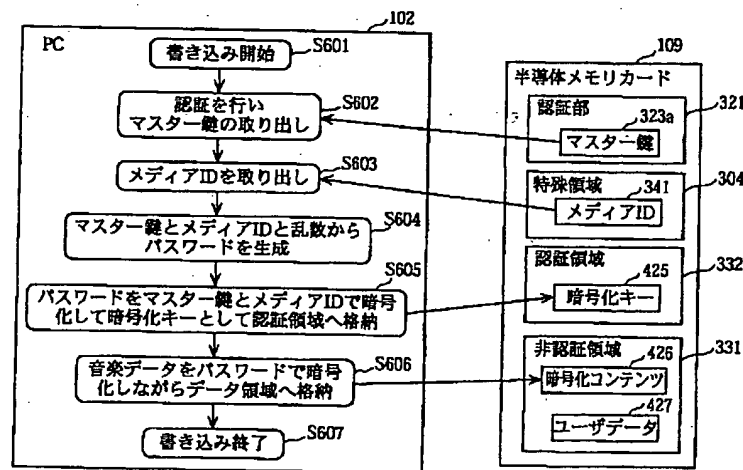 102
PC
書き込み開始
S601
認証を行い
マスター鍵の取り出し
S602
メディアIDを取り出し
S603
マスター鍵とメディアIDと乱数から
パスワードを生成
S604
パスワードをマスター鍵とメディアIDで暗号
化して暗号化キーとして認証領域へ格納
S605
音楽データをパスワードで暗号
化しながらデータ領域へ格納
S606
書き込み終了
S607
109
半導体メモリカード
認証部
321
323a
マスター鍵
特殊領域
304
341
メディアID
認証領域
332
425
暗号化キー
非認証領域
331
426
暗号化コンテンツ
427
ユーザデータ